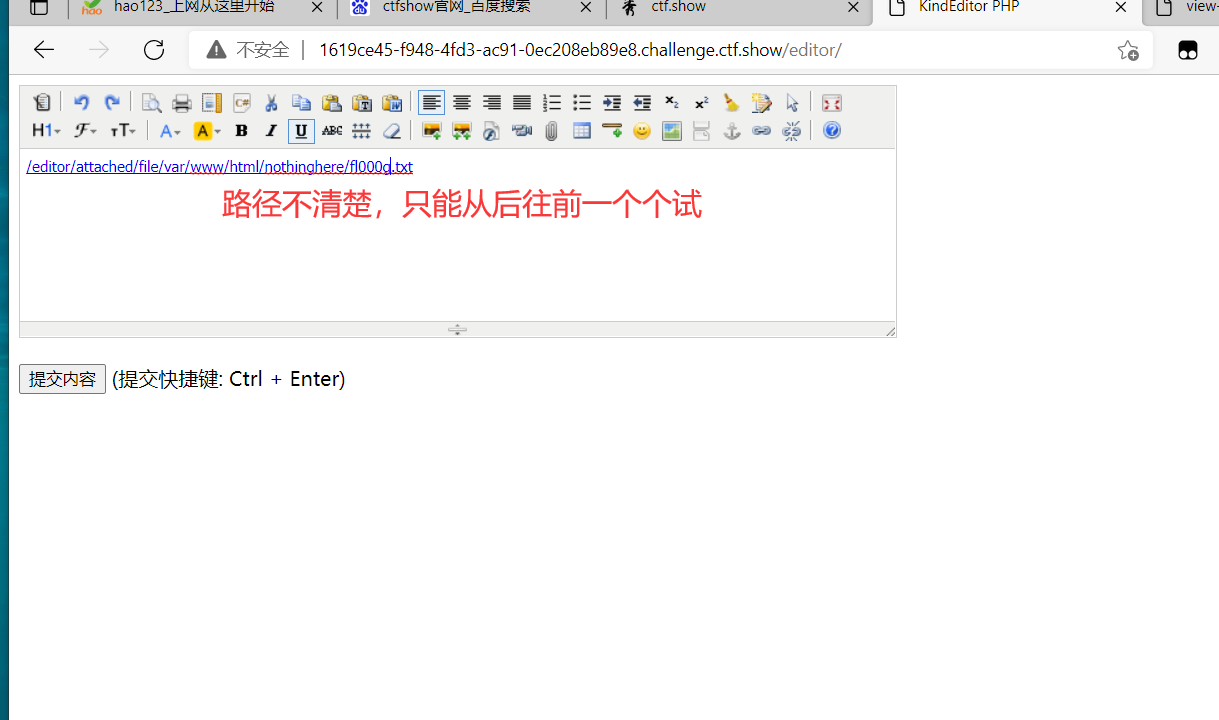 hao123_上网从这里开始
ctfshow官网_百度搜索
ctf.show
KindEditor PHP
view-
不安全 | 1619ce45-f948-4fd3-ac91-0ec208eb89e8.challenge.ctf.show/editor/
H1 F TT A A B I U ABC
/editor/attached/file/var/www/html/nothinghere/fl000g.txt
路径不清楚，只能从后往前一个个试
提交内容 (提交快捷键: Ctrl + Enter)